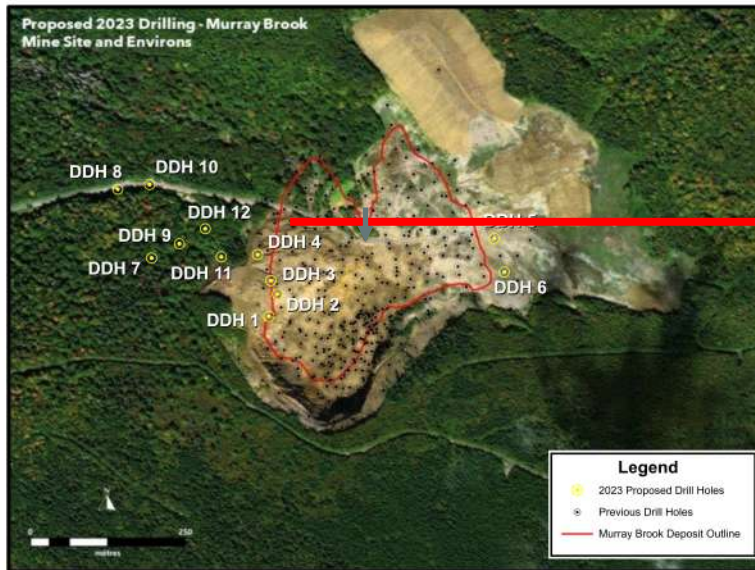 Proposed 2023 Drilling - Murray Brook
Mine Site and Environs
DDH 8
DDH 10
DDH 12
DDH 9
DDH 4
DDH 7
DDH 11
DDH 3
DDH 6
DDH 2
DDH 1
Legend
2023 Proposed Drill Holes
Previous Drill Holes
Murray Brook Deposit Outline
0
250
mètres